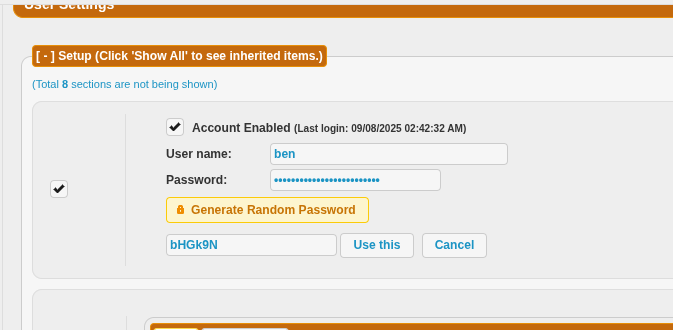 User Settings
[ - ] Setup (Click 'Show All' to see inherited items.)
(Total 8 sections are not being shown)
Account Enabled (Last login: 09/08/2025 02:42:32 AM)
User name: ben
Password: •••••••••••••••••••••••••
Generate Random Password
bHGk9N Use this Cancel